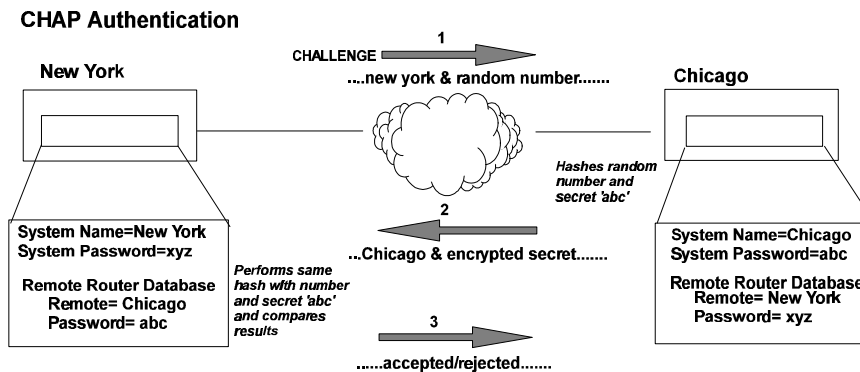 CHAP Authentication
1
CHALLENGE
....new york & random number.......
New York
Chicago
Hashes random
number and
secret 'abc'
2
...Chicago & encrypted secret.......
System Name=New York
System Password=xyz
Remote Router Database
Remote= Chicago
Password= abc
Performs same
hash with number
and secret 'abc'
and compares
results
System Name=Chicago
System Password=abc
Remote Router Database
Remote= New York
Password= xyz
3
......accepted/rejected.......